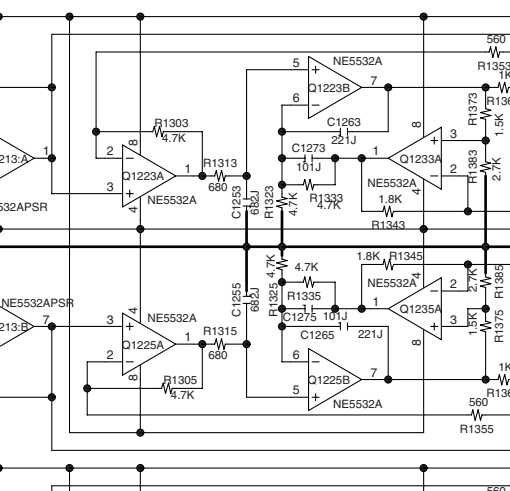 NE5532A
560
R1353
1K
R136
5
+
7
Q1223B
6
−
R1303
4.7K
8
2
−
1
Q1223A
3
+
4
NE5532A
213:A
1
532APSR
R1313
680
C1253
682J
R1323
4.7K
C1263
221J
C1273
101J
R1333
4.7K
8
+
3
1
Q1233A
−
2
NE5532A
4
1.8K
R1343
R1373
1.5K
R1383
2.7K
1.8K
R1345
4.7K
R1325
4.7K
R1335
C1275
101J
C1265
221J
4
−
2
NE5532A
1
Q1235A
+
3
8
2.7K
R1385
1.5K
R1375
NE5532APSR
213:B
7
4
3
+
NE5532A
1
Q1225A
2
−
8
R1315
680
C1255
682J
R1305
4.7K
6
−
7
Q1225B
5
+
NE5532A
1K
R136
560
R1355
560